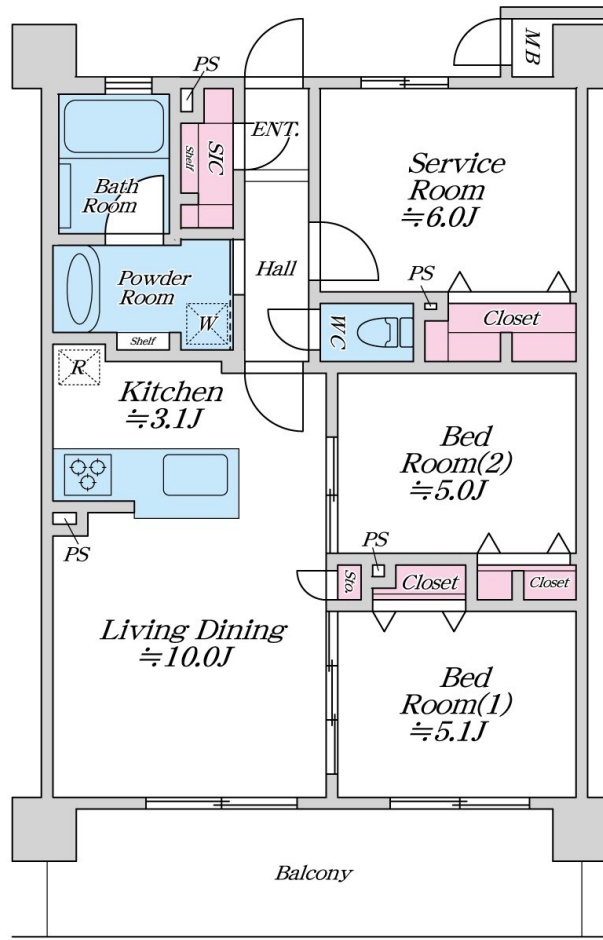 MB
PS
ENT.
SIC
Shelf
Service
Room
≒6.0J
Bath
Room
Hall
Powder
Room
PS
W
WC
Closet
Shelf
R
Kitchen
≒3.1J
Bed
Room(2)
≒5.0J
PS
PS
Sto.
Closet
Closet
Living Dining
≒10.0J
Bed
Room(1)
≒5.1J
Balcony